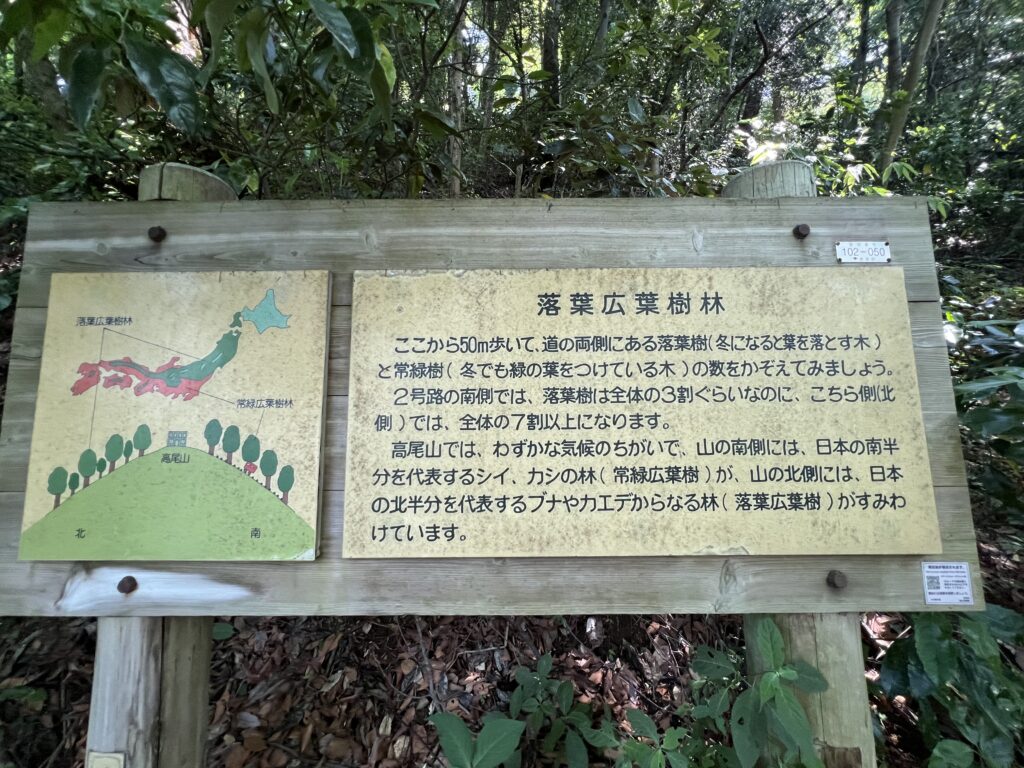 102-050
落葉広葉樹林
ここから50m歩いて、道の両側にある落葉樹(冬になると葉を落とす木)
と常緑樹(冬でも緑の葉をつけている木)の数をかぞえてみましょう。
2号路の南側では、落葉樹は全体の3割ぐらいなのに、こちら側(北
側)では、全体の7割以上になります。
高尾山では、わずかな気候のちがいで、山の南側には、日本の南半
分を代表するシイ、カシの林(常緑広葉樹)が、山の北側には、日本
の北半分を代表するブナやカエデからなる林(落葉広葉樹)がすみわ
けています。
落葉広葉樹林
常緑広葉樹林
高尾山
北
南